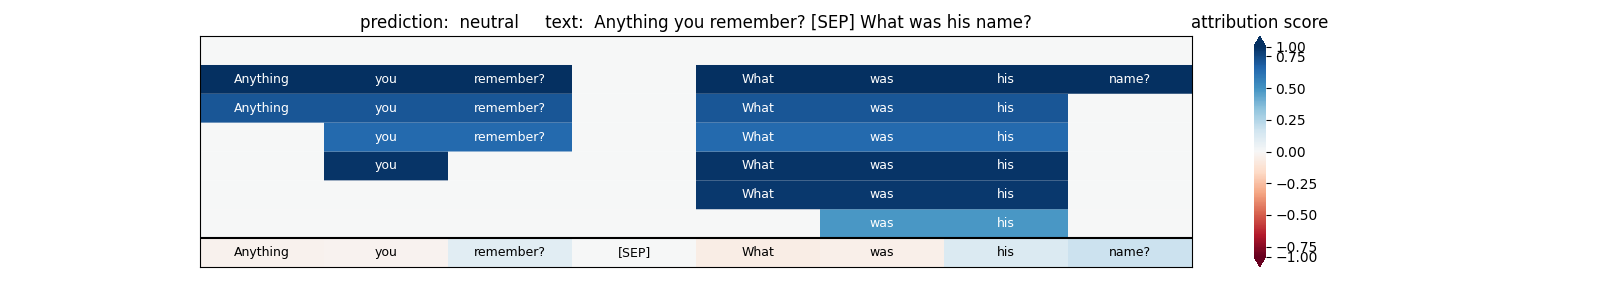 prediction:  neutral      text:  Anything you remember? [SEP] What was his name?
attribution score
Anything you remember? What was his name?
Anything you remember? What was his
you remember? What was his
you What was his
What was his
was his
Anything you remember? [SEP] What was his name?
1.00
0.75
0.50
0.25
0.00
−0.25
−0.50
−0.75
−1.00